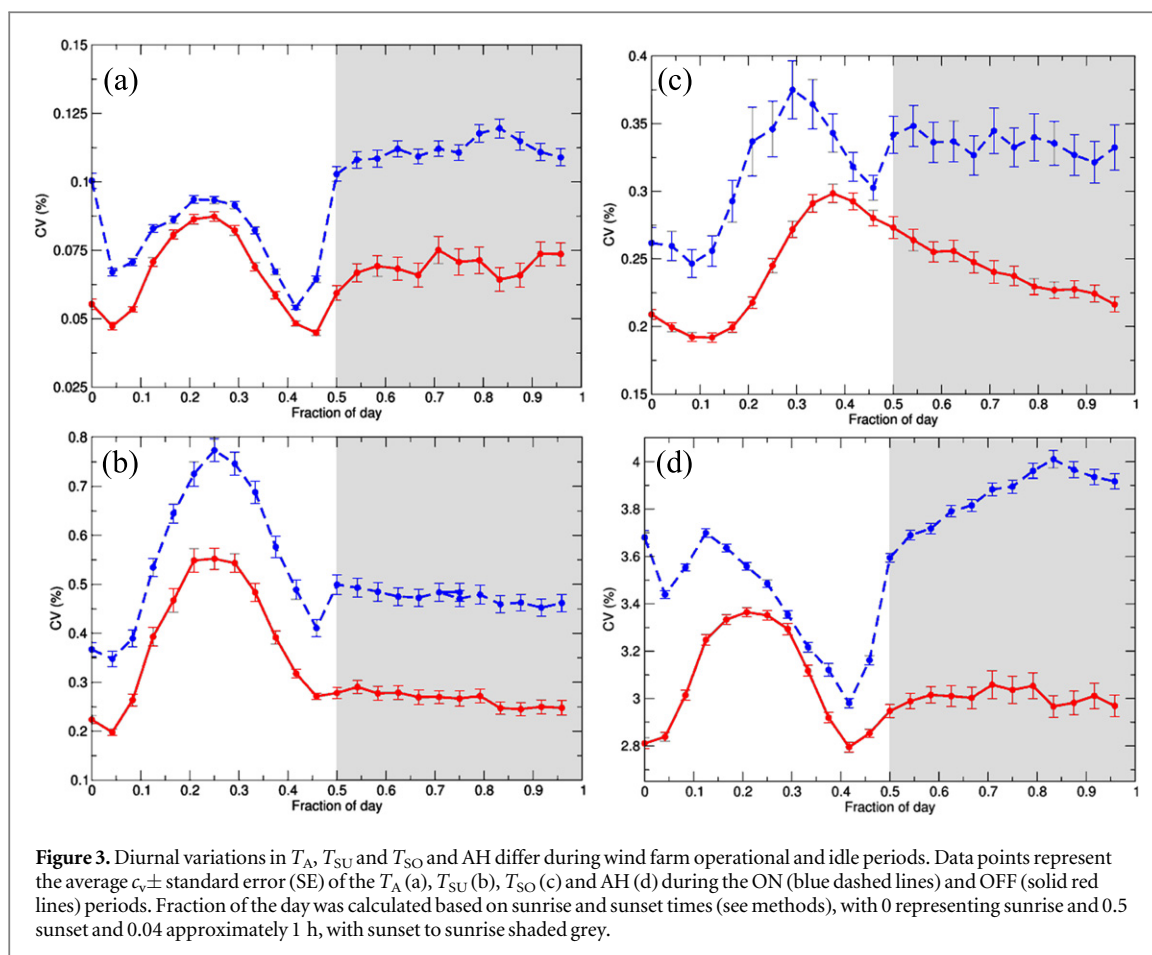 (a)
0.15
0.125
0.1
0.075
0.05
0.025
CV (%)
0 0.1 0.2 0.3 0.4 0.5 0.6 0.7 0.8 0.9 1
Fraction of day
(c)
0.4
0.35
0.3
0.25
0.2
0.15
CV (%)
0 0.1 0.2 0.3 0.4 0.5 0.6 0.7 0.8 0.9 1
Fraction of day
(b)
0.8
0.7
0.6
0.5
0.4
0.3
0.2
0.1
CV (%)
0 0.1 0.2 0.3 0.4 0.5 0.6 0.7 0.8 0.9 1
Fraction of day
(d)
4
3.6
3.2
3
2.8
CV (%)
0 0.1 0.2 0.3 0.4 0.5 0.6 0.7 0.8 0.9 1
Fraction of day
Figure 3. Diurnal variations in TA, TSU and TSO and AH differ during wind farm operational and idle periods. Data points represent
the average cv± standard error (SE) of the TA (a), TSU (b), TSO (c) and AH (d) during the ON (blue dashed lines) and OFF (solid red
lines) periods. Fraction of the day was calculated based on sunrise and sunset times (see methods), with 0 representing sunrise and 0.5
sunset and 0.04 approximately 1 h, with sunset to sunrise shaded grey.